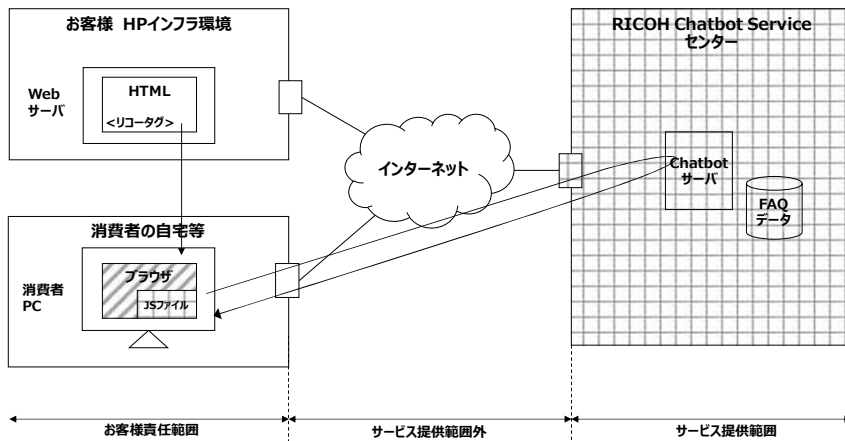 お客様 HPインフラ環境
Web
サーバ
HTML
<リコータグ>
消費者の自宅等
消費者
PC
ブラウザ
JSファイル
インターネット
RICOH Chatbot Service
センター
Chatbot
サーバ
FAQ
データ
お客様責任範囲
サービス提供範囲外
サービス提供範囲